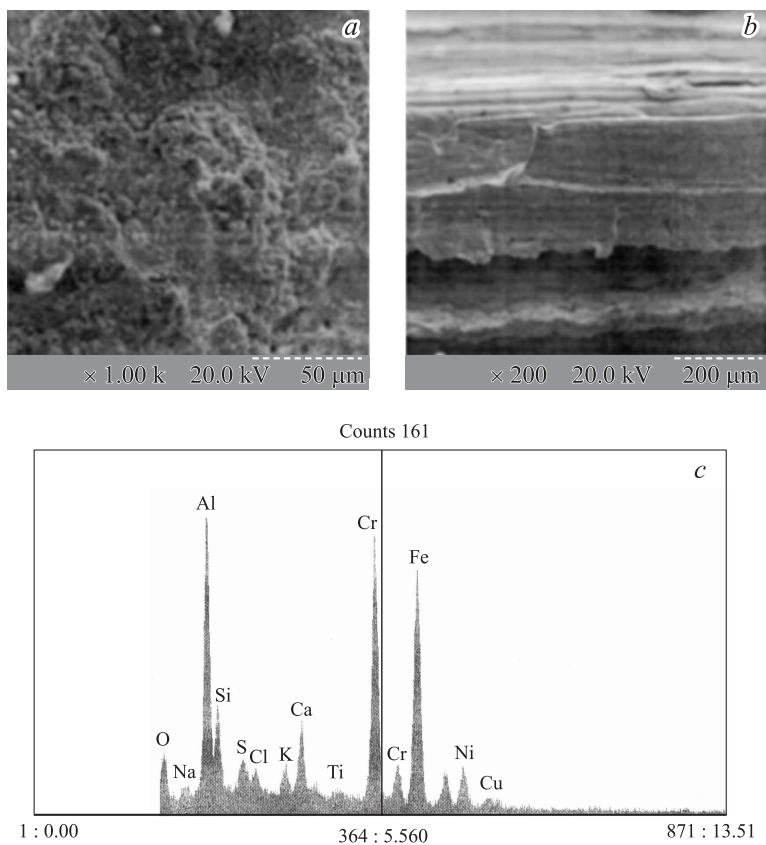 a
b
× 1.00 k 20.0 kV 50 μm
× 200 20.0 kV 200 μm
Counts 161
c
Al
Cr
Fe
Si
Ca
O
Na
S
Cl
K
Ti
Cr
Ni
Cu
1 : 0.00
364 : 5.560
871 : 13.51